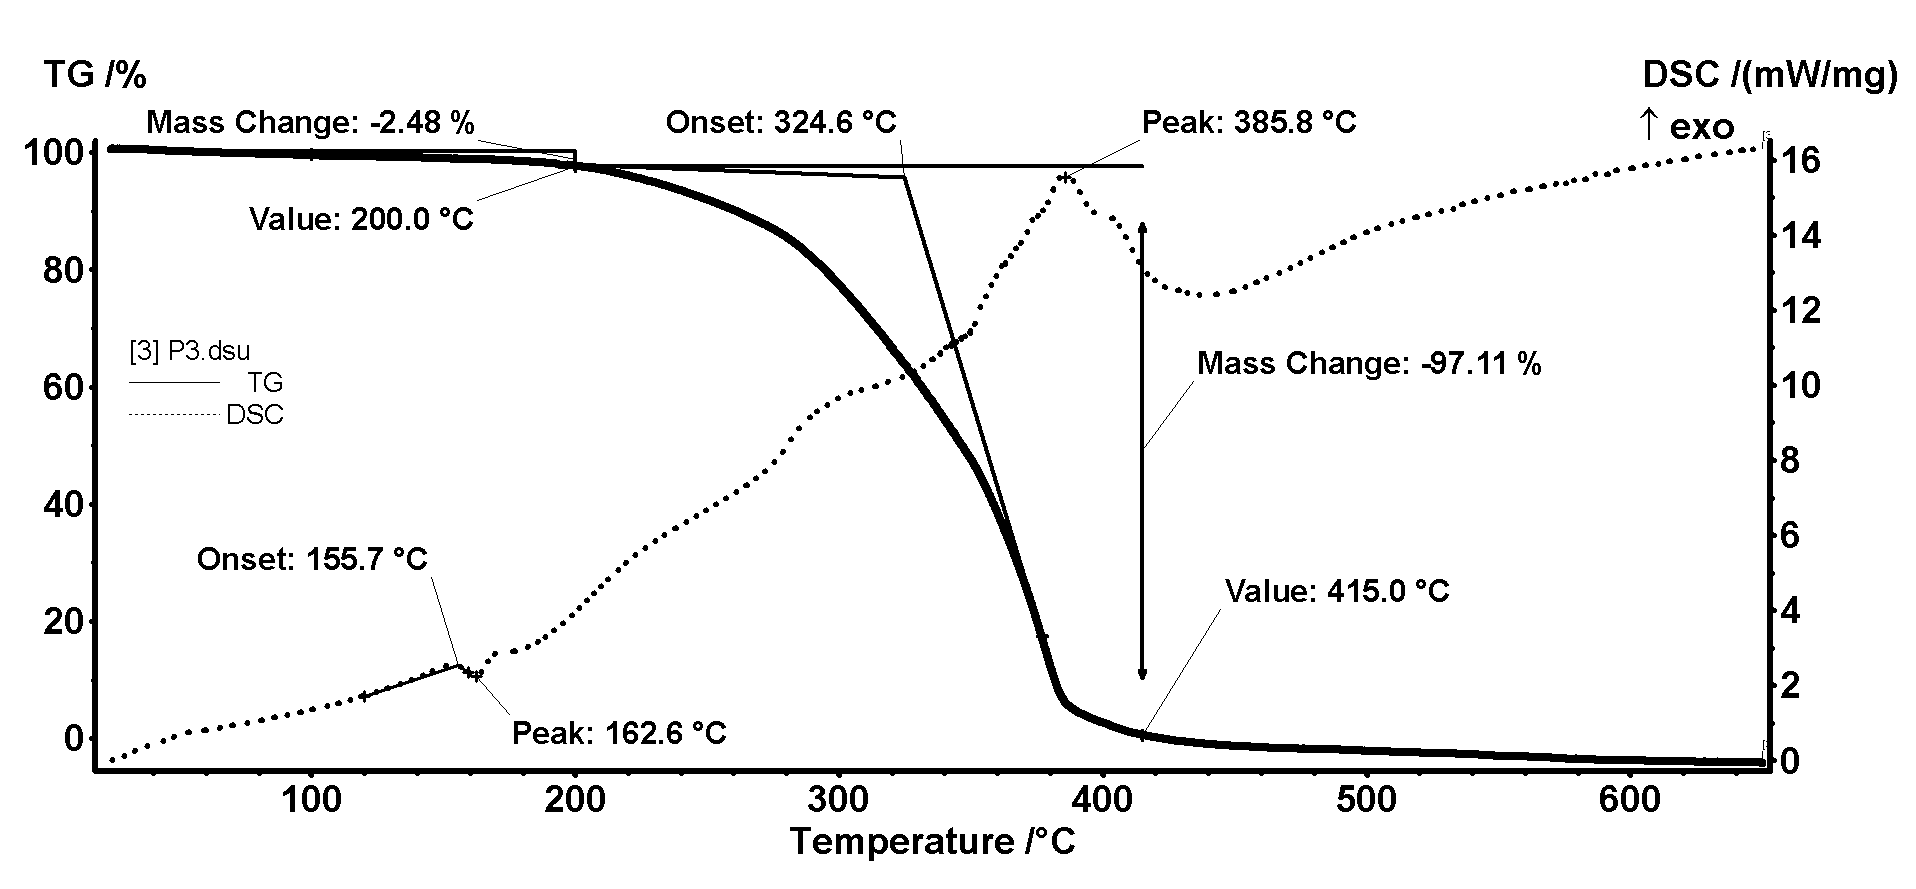 TG /%
DSC /(mW/mg)
↑ exo
Mass Change: -2.48 %
Onset: 324.6 °C
Peak: 385.8 °C
100
80
60
40
20
0
16
14
12
10
8
6
4
2
0
Value: 200.0 °C
[3] P3.dsu
TG
DSC
Mass Change: -97.11 %
Onset: 155.7 °C
Value: 415.0 °C
Peak: 162.6 °C
100 200 300 400 500 600
Temperature /°C